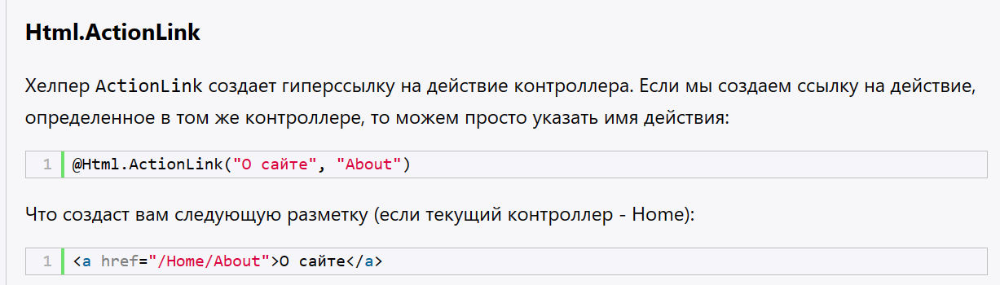 Html.ActionLink
Хелпер ActionLink создает гиперссылку на действие контроллера. Если мы создаем ссылку на действие,
определенное в том же контроллере, то можем просто указать имя действия:
1 @Html.ActionLink("О сайте", "About")
Что создаст вам следующую разметку (если текущий контроллер - Home):
1 <a href="/Home/About">О сайте</a>